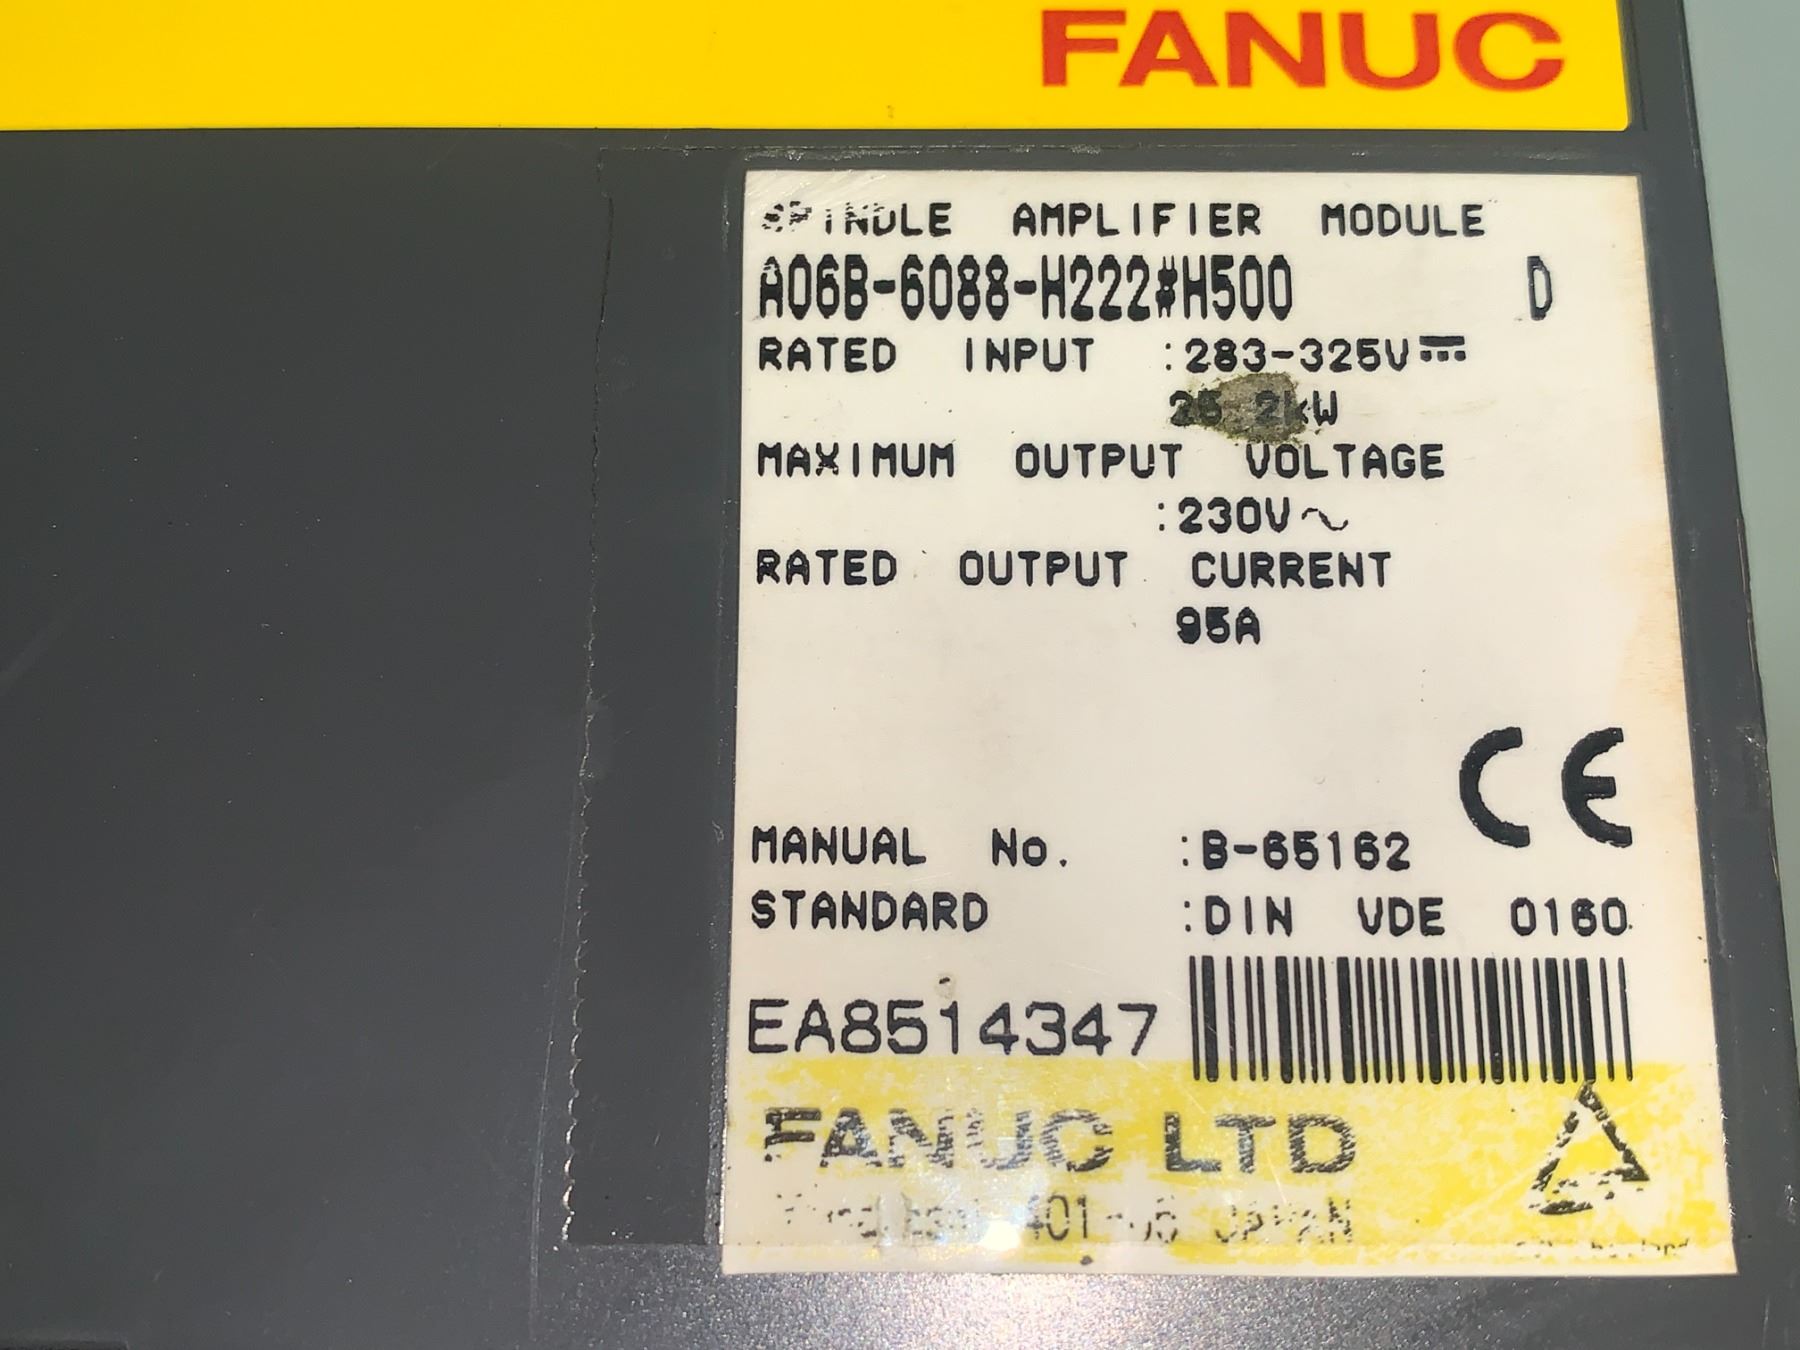 FANUC
SPINDLE AMPLIFIER MODULE
A06B-6088-H222#H500 D
RATED INPUT :283-325V⎓
kW
MAXIMUM OUTPUT VOLTAGE
:230V~
RATED OUTPUT CURRENT
95A
CE
MANUAL No. :B-65162
STANDARD :DIN VDE 0160
EA8514347
FANUC LTD
JAPAN